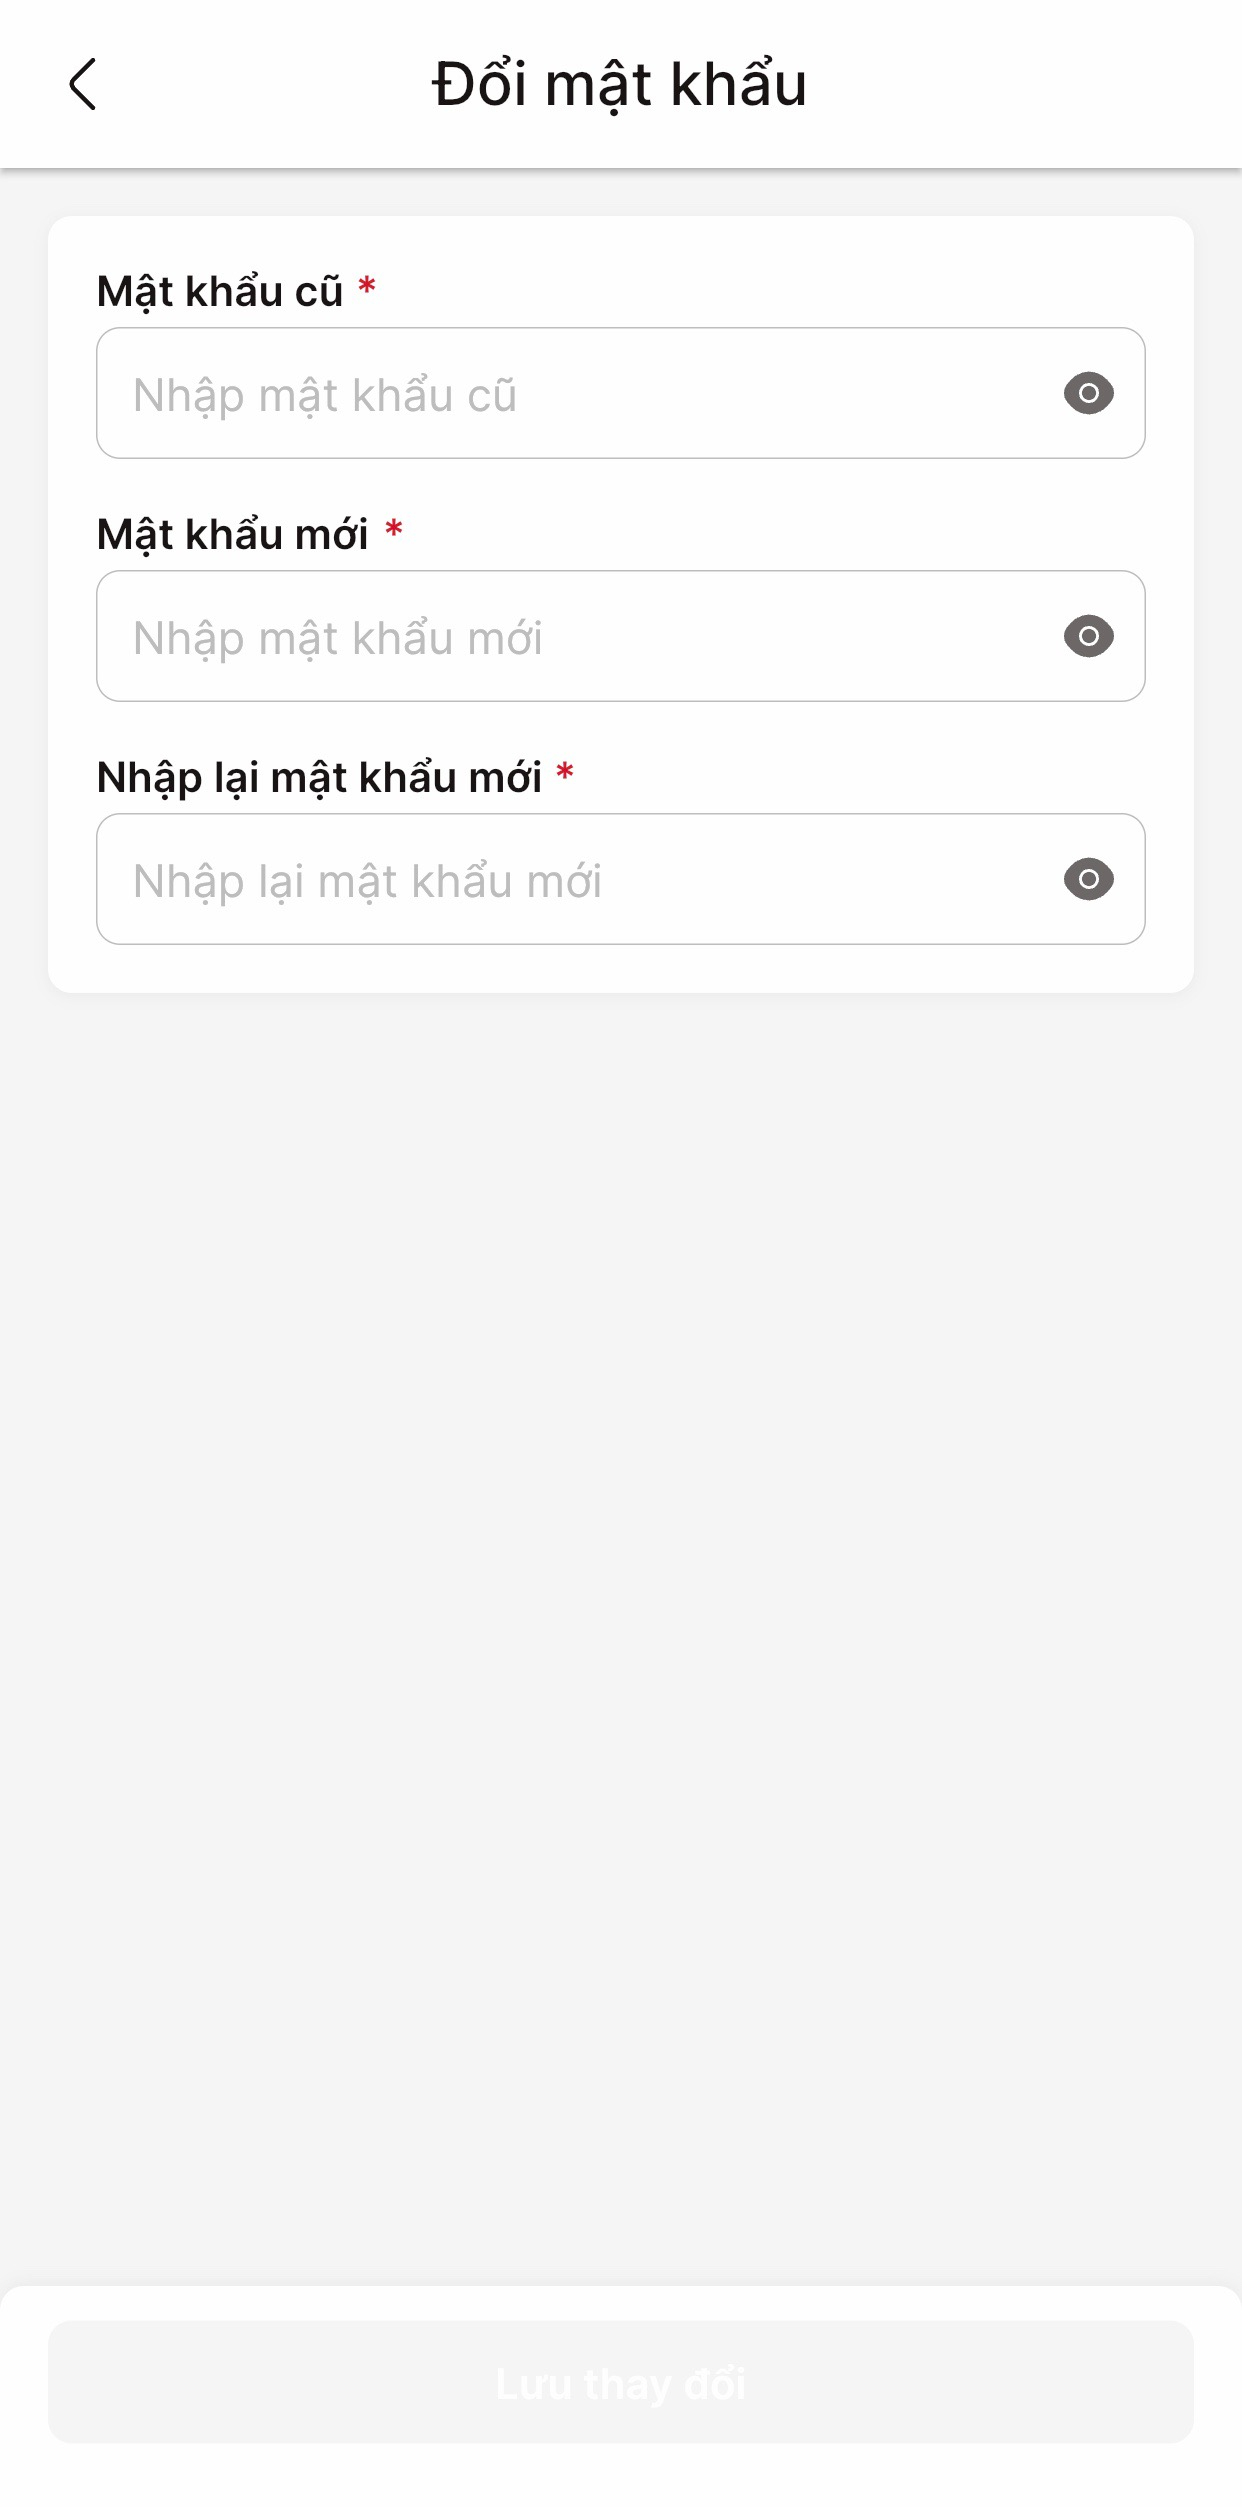 Đổi mật khẩu
Mật khẩu cũ *
Nhập mật khẩu cũ
Mật khẩu mới *
Nhập mật khẩu mới
Nhập lại mật khẩu mới *
Nhập lại mật khẩu mới
Lưu thay đổi